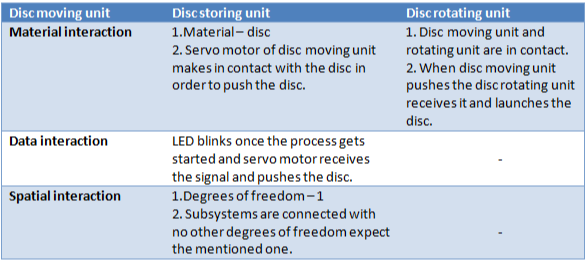 Disc moving unit Disc storing unit Disc rotating unit
Material interaction
1.Material – disc
2. Servo motor of disc moving unit
makes in contact with the disc in
order to push the disc.
1. Disc moving unit and
rotating unit are in contact.
2. When disc moving unit
pushes the disc rotating unit
receives it and launches the
disc.
Data interaction
LED blinks once the process gets
started and servo motor receives
the signal and pushes the disc.
-
Spatial interaction
1.Degrees of freedom – 1
2. Subsystems are connected with
no other degrees of freedom expect
the mentioned one.
-